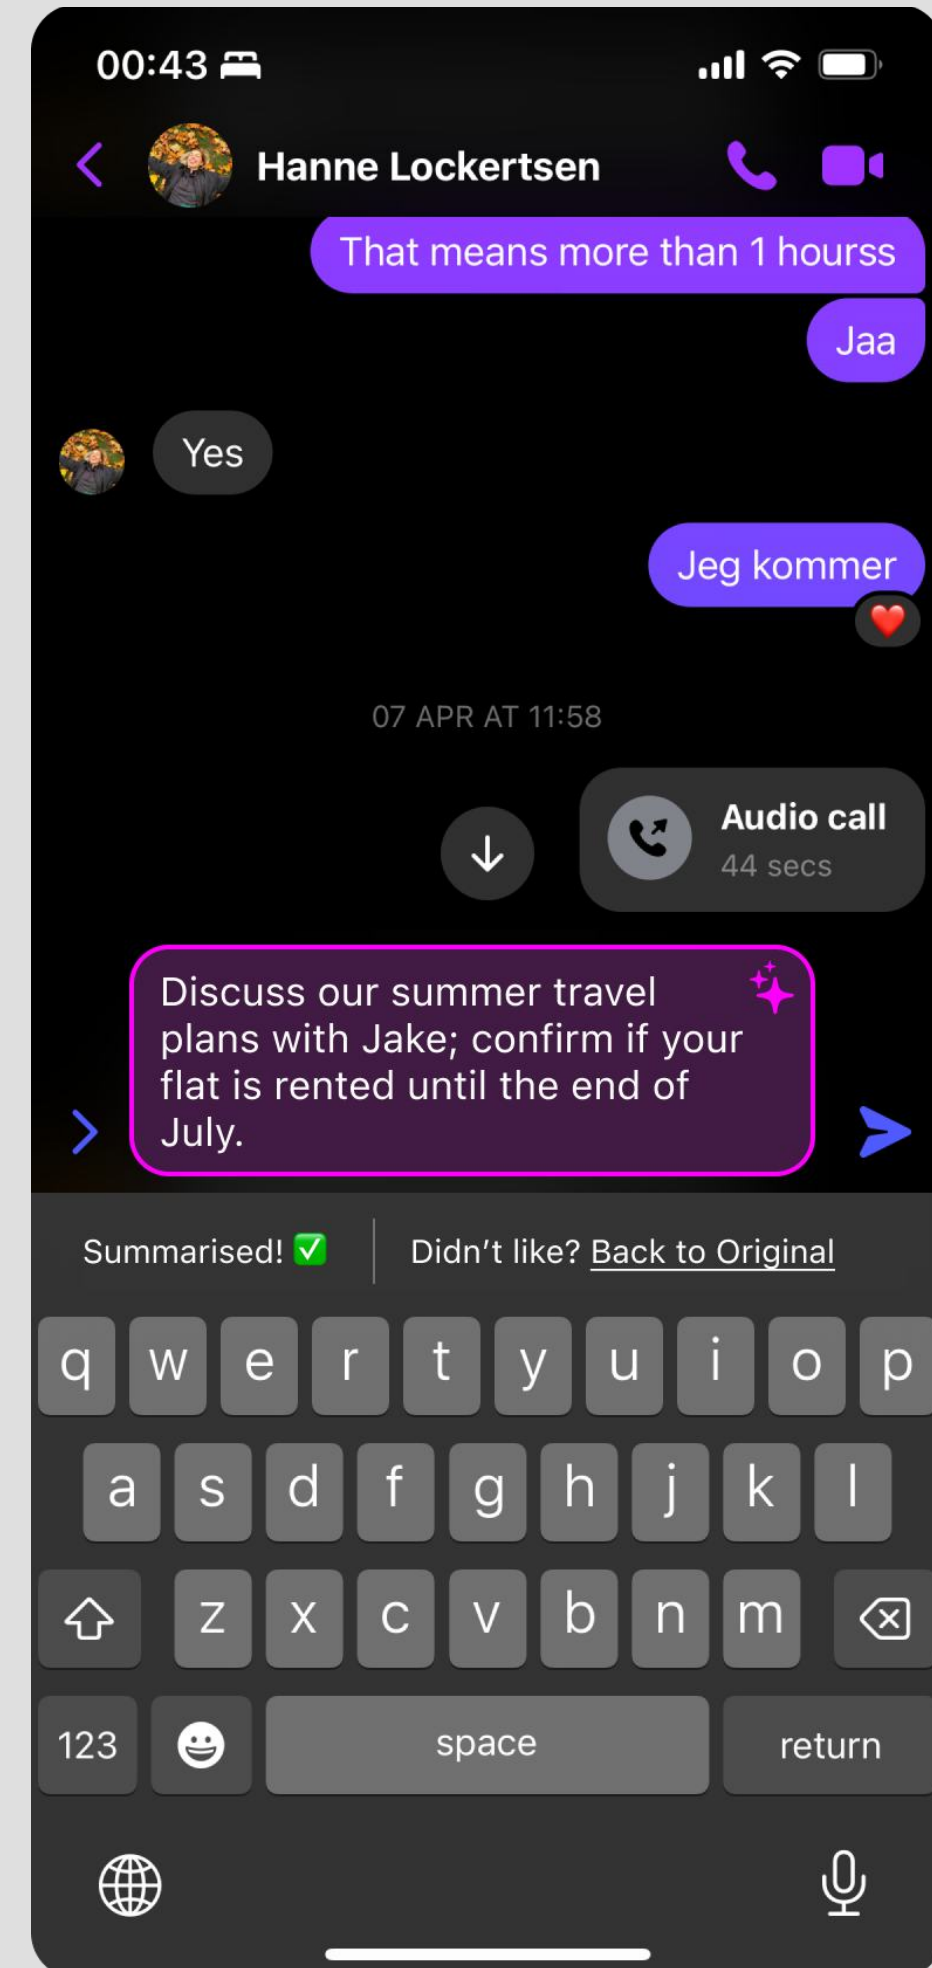 00:43
Hanne Lockertsen
That means more than 1 hourss
Jaa
Yes
Jeg kommer
07 APR AT 11:58
Audio call
44 secs
Discuss our summer travel
plans with Jake; confirm if your
flat is rented until the end of
July.
Summarised! ✅ Didn't like? Back to Original
q w e r t y u i o p
a s d f g h j k l
z x c v b n m
123 space return